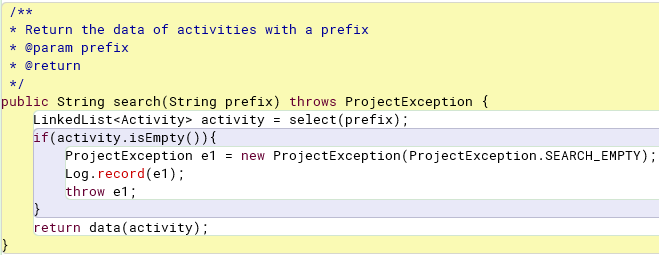 /**
* Return the data of activities with a prefix
* @param prefix
* @return
*/
public String search(String prefix) throws ProjectException {
LinkedList<Activity> activity = select(prefix);
if(activity.isEmpty()){
ProjectException e1 = new ProjectException(ProjectException.SEARCH_EMPTY);
Log.record(e1);
throw e1;
}
return data(activity);
}